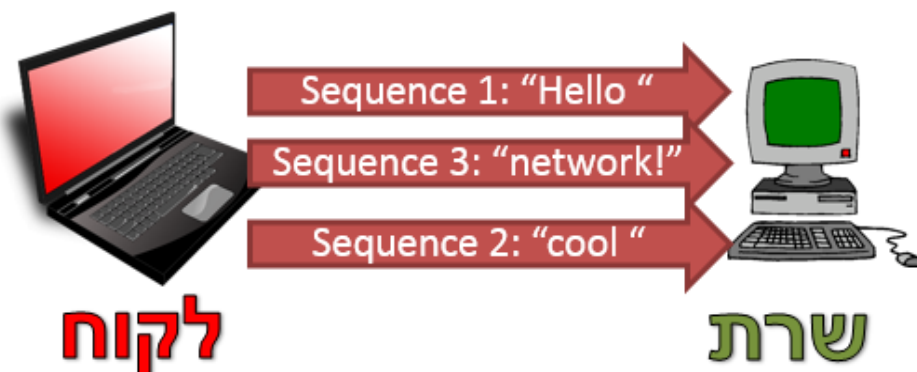 Sequence 1: “Hello “
Sequence 3: “network!”
Sequence 2: “cool “
לקוח
שרת